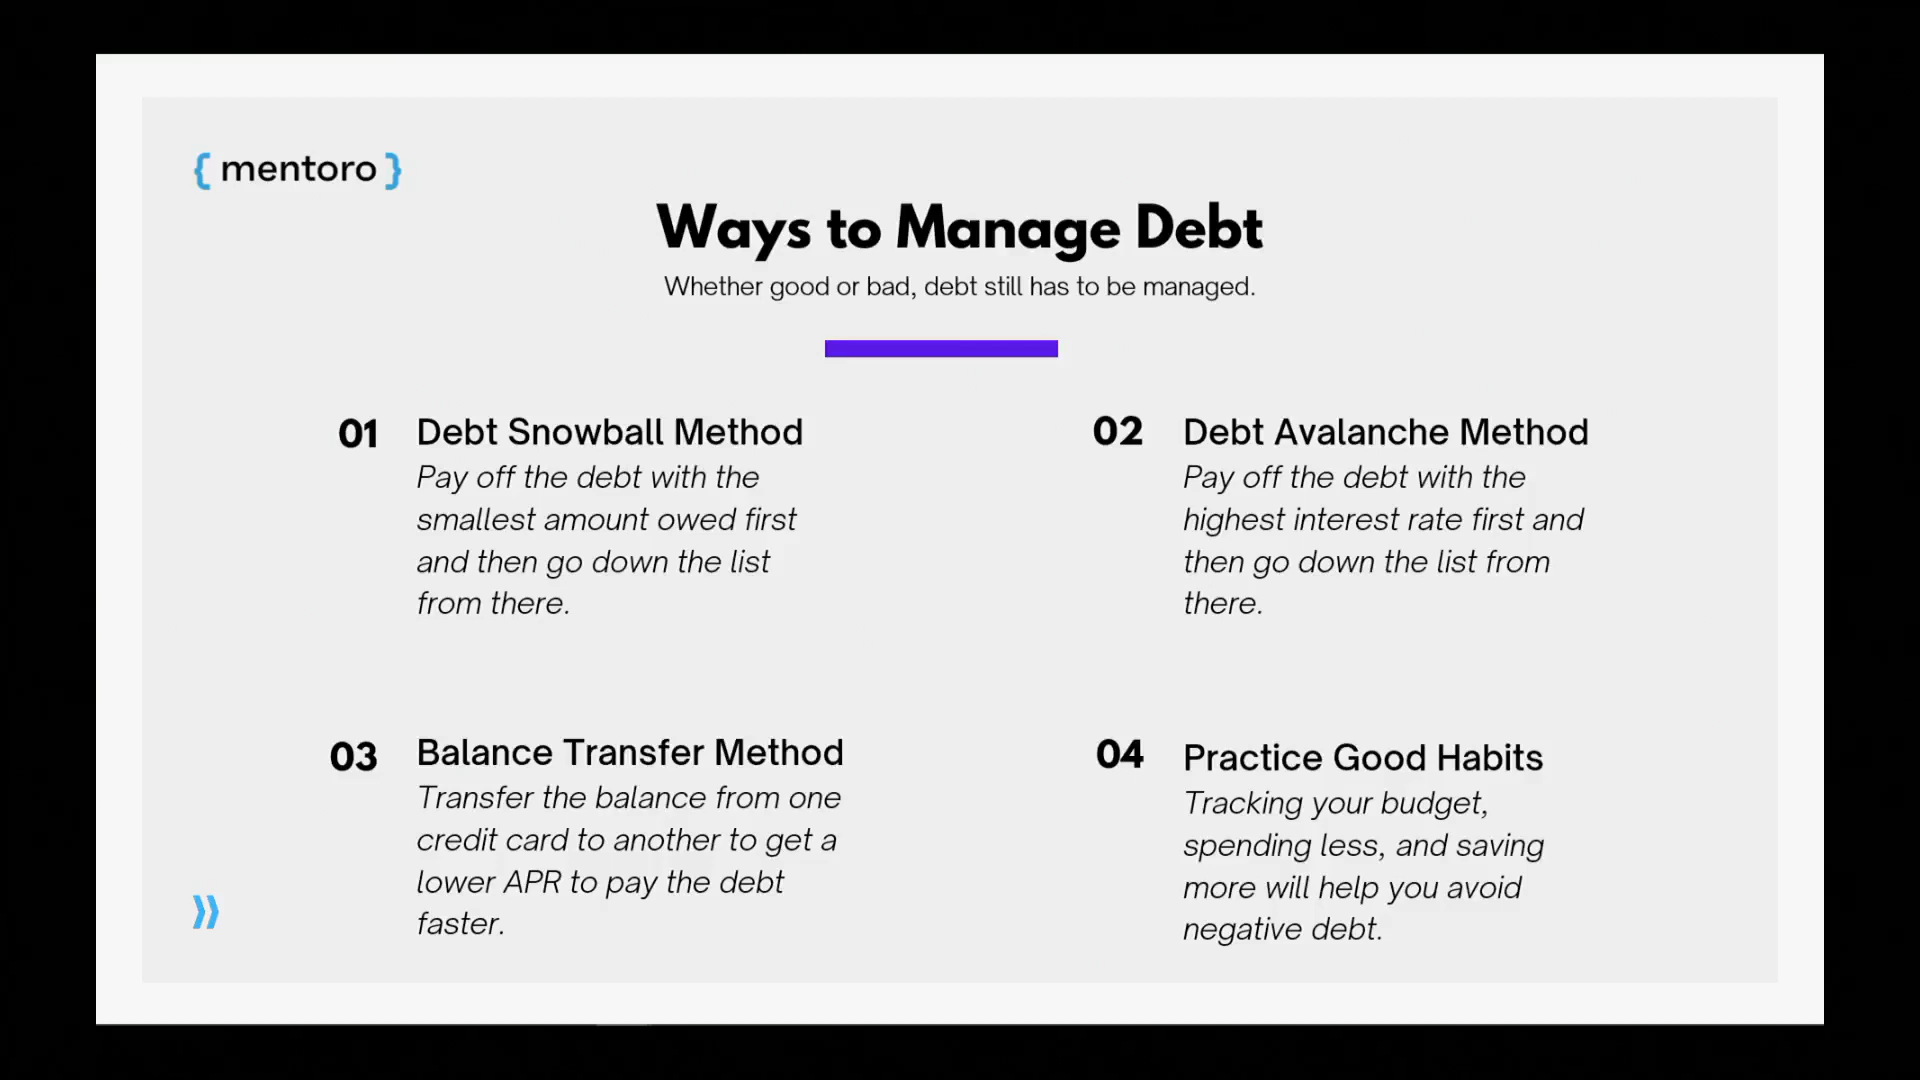 { mentoro }
Ways to Manage Debt
Whether good or bad, debt still has to be managed.
01 Debt Snowball Method
Pay off the debt with the
smallest amount owed first
and then go down the list
from there.
02 Debt Avalanche Method
Pay off the debt with the
highest interest rate first and
then go down the list from
there.
03 Balance Transfer Method
Transfer the balance from one
credit card to another to get a
lower APR to pay the debt
faster.
04 Practice Good Habits
Tracking your budget,
spending less, and saving
more will help you avoid
negative debt.